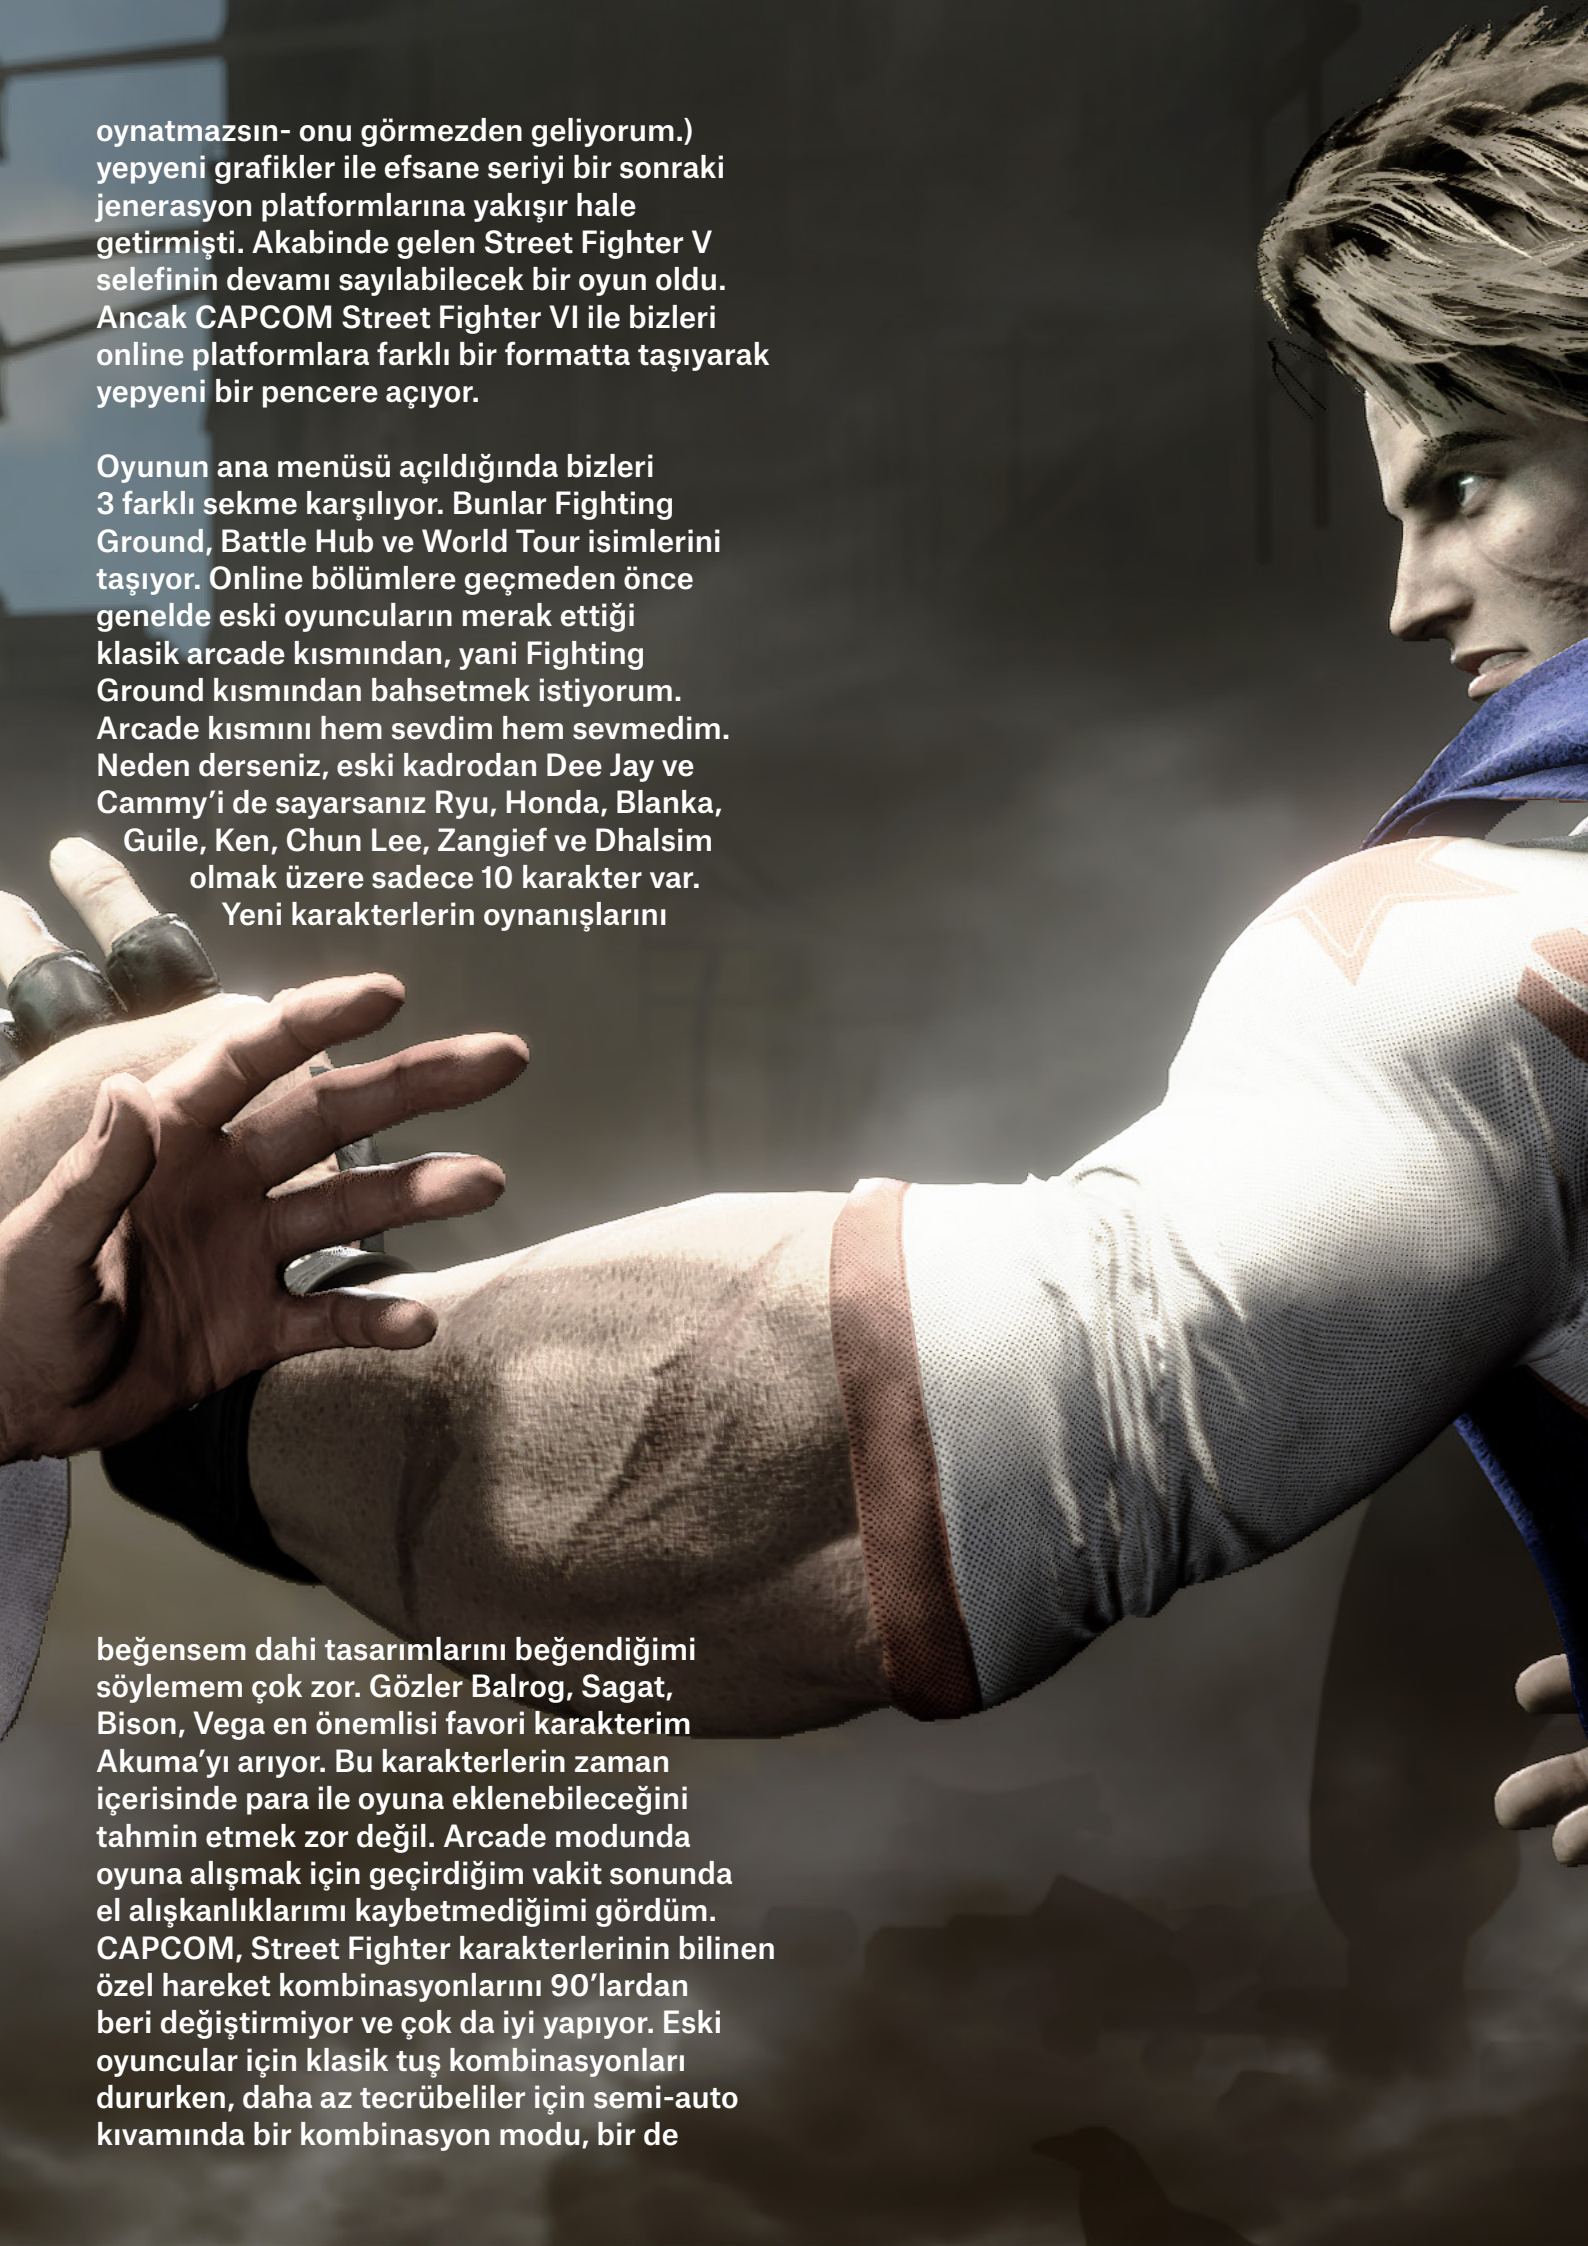 oynatmazsın- onu görmezden geliyorum.)
yepyeni grafikler ile efsane seriyi bir sonraki
jenerasyon platformlarına yakışır hale
getirmişti. Akabinde gelen Street Fighter V
selefinin devamı sayılabilecek bir oyun oldu.
Ancak CAPCOM Street Fighter VI ile bizleri
online platformlara farklı bir formatta taşıyarak
yepyeni bir pencere açıyor.
Oyunun ana menüsü açıldığında bizleri
3 farklı sekme karşılıyor. Bunlar Fighting
Ground, Battle Hub ve World Tour isimlerini
taşıyor. Online bölümlere geçmeden önce
genelde eski oyuncuların merak ettiği
klasik arcade kısmından, yani Fighting
Ground kısmından bahsetmek istiyorum.
Arcade kısmını hem sevdim hem sevmedim.
Neden derseniz, eski kadrodan Dee Jay ve
Cammy’i de sayarsanız Ryu, Honda, Blanka,
Guile, Ken, Chun Lee, Zangief ve Dhalsim
olmak üzere sadece 10 karakter var.
Yeni karakterlerin oynanışlarını
beğensem dahi tasarımlarını beğendiğimi
söylemem çok zor. Gözler Balrog, Sagat,
Bison, Vega en önemlisi favori karakterim
Akuma’yı arıyor. Bu karakterlerin zaman
içerisinde para ile oyuna eklenebileceğini
tahmin etmek zor değil. Arcade modunda
oyuna alışmak için geçirdiğim vakit sonunda
el alışkanlıklarımı kaybetmediğimi gördüm.
CAPCOM, Street Fighter karakterlerinin bilinen
özel hareket kombinasyonlarını 90’lardan
beri değiştirmiyor ve çok da iyi yapıyor. Eski
oyuncular için klasik tuş kombinasyonları
dururken, daha az tecrübeliler için semi-auto
kıvamında bir kombinasyon modu, bir de